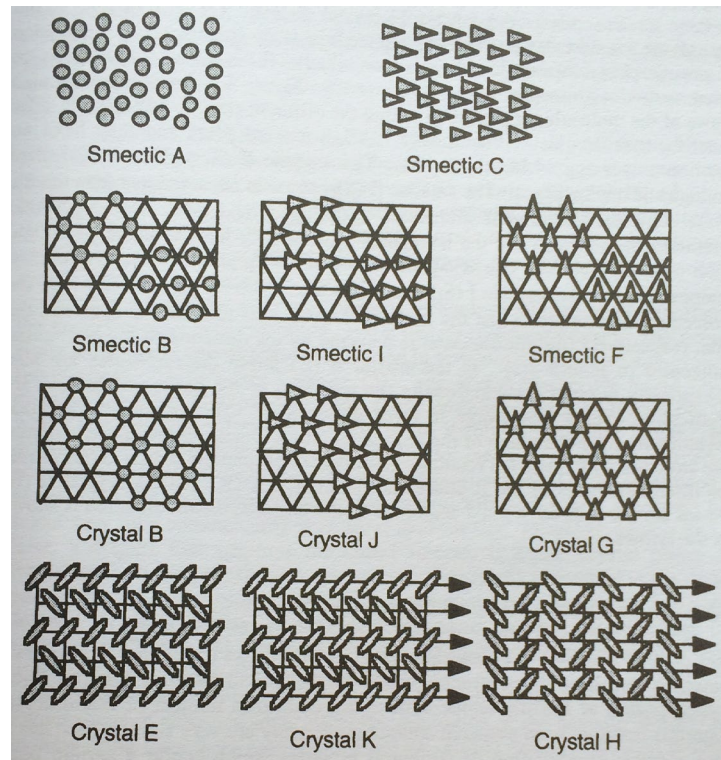 Smectic A
Smectic C
Smectic B
Smectic I
Smectic F
Crystal B
Crystal J
Crystal G
Crystal E
Crystal K
Crystal H